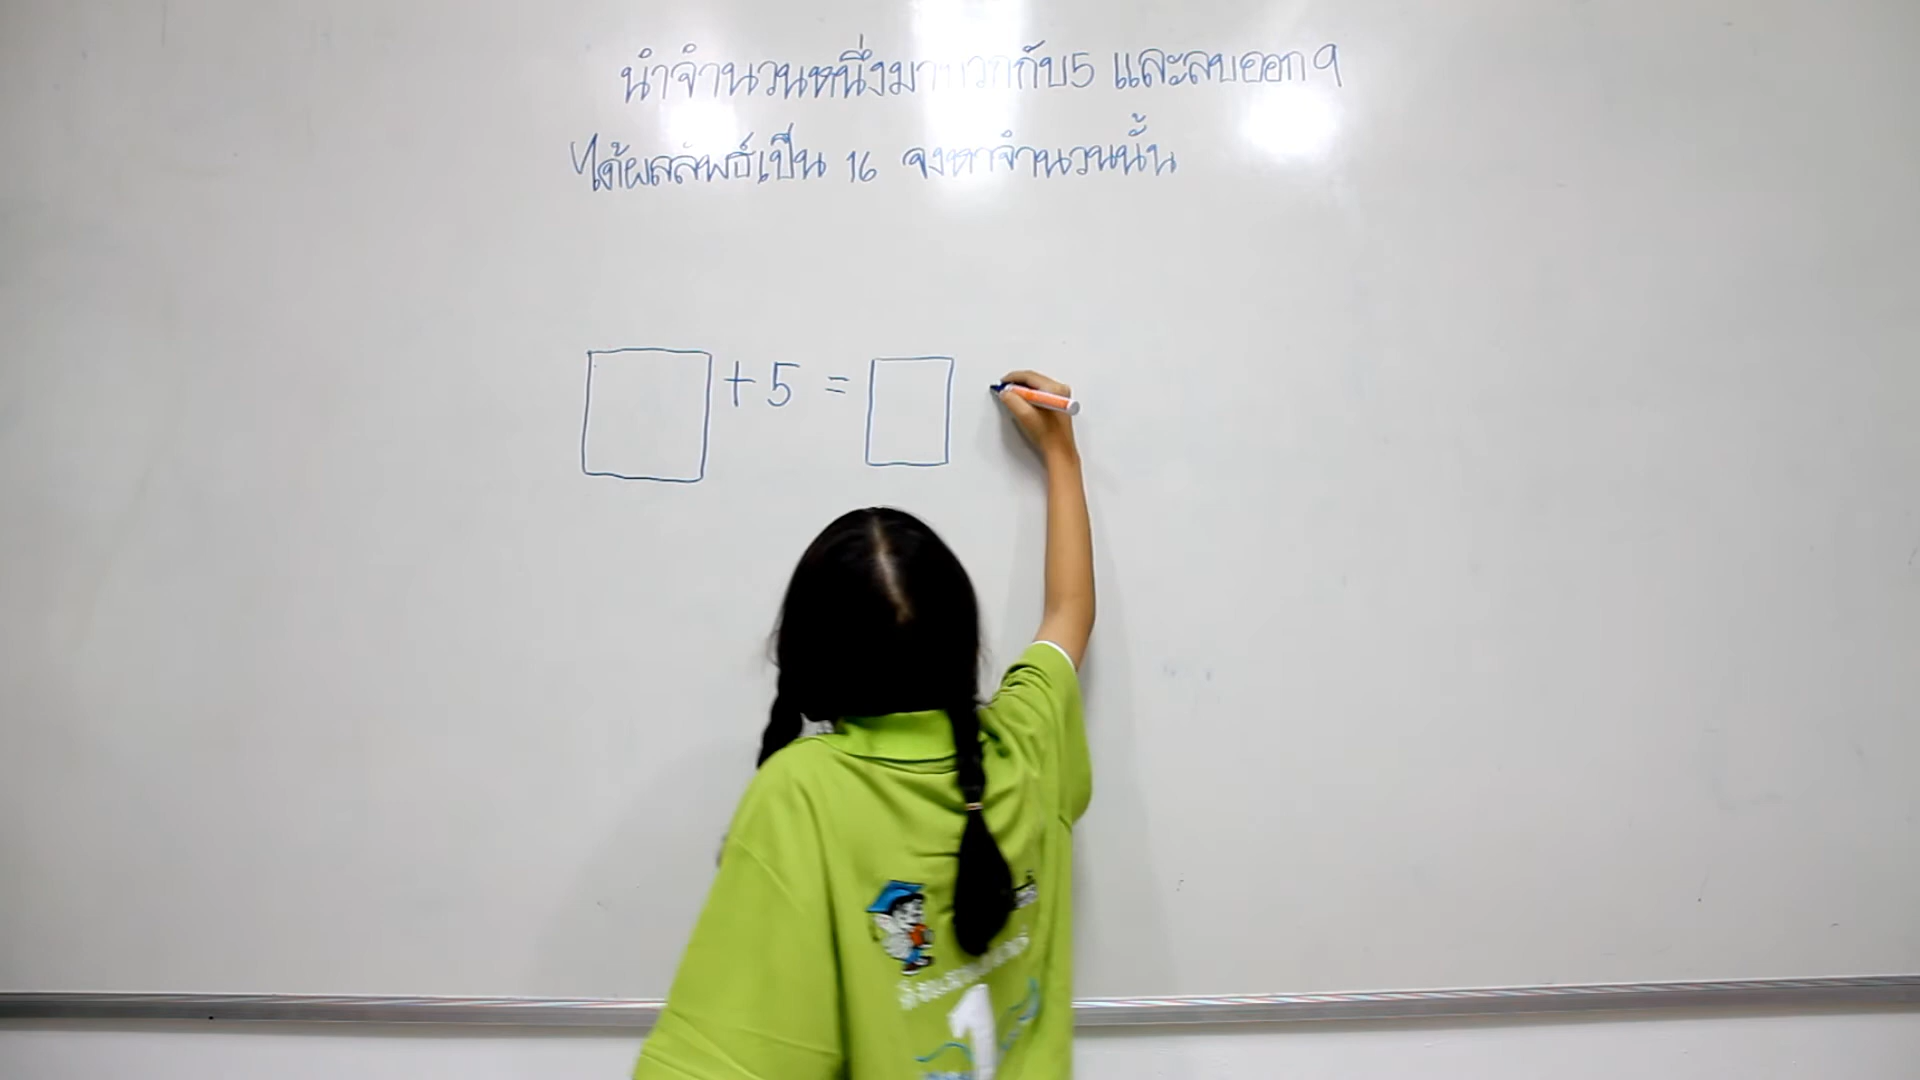 นำจำนวนหนึ่งมาบวกกับ5 และลบออก 9
ได้ผลลัพธ์เป็น 16 จงหาจำนวนนั้น
+ 5 =
1